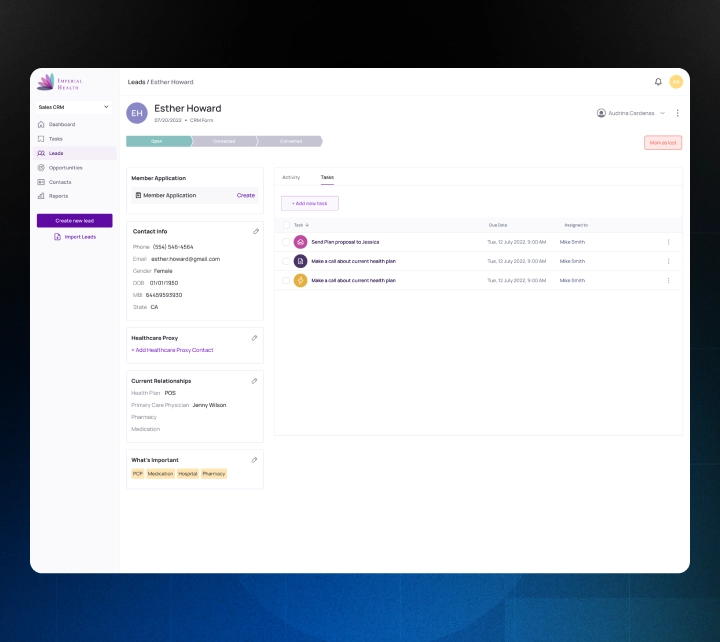 IMPERIAL
HEALTH
Sales CRM
Dashboard
Tasks
Leads
Opportunities
Contacts
Reports
Create new lead
Import Leads
Leads / Esther Howard
EH
Esther Howard
07/20/2022 • CRM Form
Audrina Cardenas
Open
Contacted
Converted
Mark as lost
Member Application
Member Application Create
Contact Info
Phone (554) 546-4564
Email esther.howard@gmail.com
Gender Female
DOB 01/01/1950
MBI 64459593930
State CA
Healthcare Proxy
+ Add Healthcare Proxy Contact
Current Relationships
Health Plan POS
Primary Care Physician Jenny Wilson
Pharmacy
Medication
What's Important
PCP Medication Hospital Pharmacy
Activity Tasks
+ Add new task
Task Due Date Assigned to
Send Plan proposal to Jessica Tue, 12 July 2022, 9:00 AM Mike Smith
Make a call about current health plan Tue, 12 July 2022, 9:00 AM Mike Smith
Make a call about current health plan Tue, 12 July 2022, 9:00 AM Mike Smith